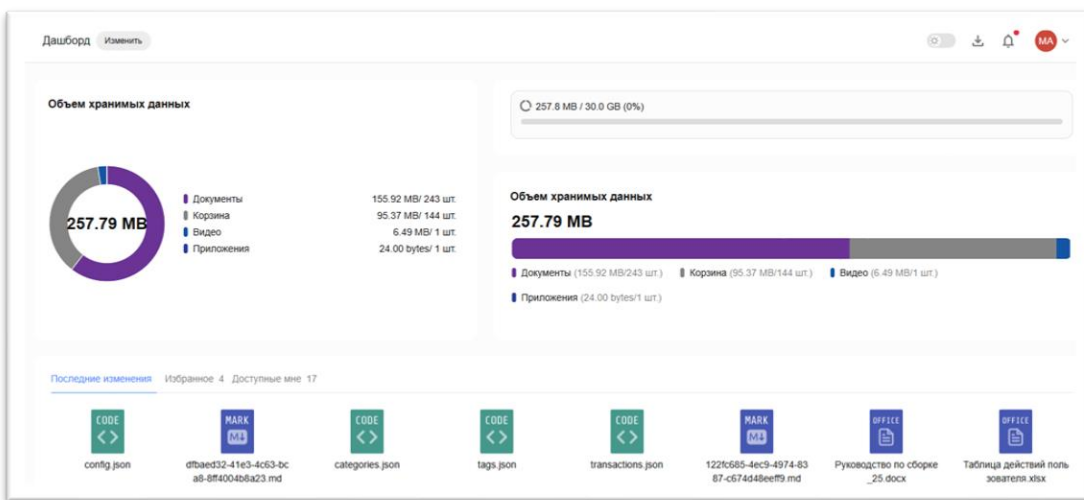 Дашборд Изменить
MA
Объем хранимых данных
257.79 MB
Документы 155.92 MB/ 243 шт.
Корзина 95.37 MB/ 144 шт.
Видео 6.49 MB/ 1 шт.
Приложения 24.00 bytes/ 1 шт.
257.8 MB / 30.0 GB (0%)
Объем хранимых данных
257.79 MB
Документы (155.92 MB/243 шт.) Корзина (95.37 MB/144 шт.) Видео (6.49 MB/1 шт.)
Приложения (24.00 bytes/1 шт.)
Последние изменения Избранное 4 Доступные мне 17
CODE
config.json
MARK
M
dfbaed32-41e3-4c63-bc
a8-8ff4004b8a23.md
CODE
categories.json
CODE
tags.json
CODE
transactions.json
MARK
M
122fc685-4ec9-4974-83
87-c674d48eeff9.md
OFFICE
Руководство по сборке
_25.docx
OFFICE
Таблица действий поль
зователя.xlsx